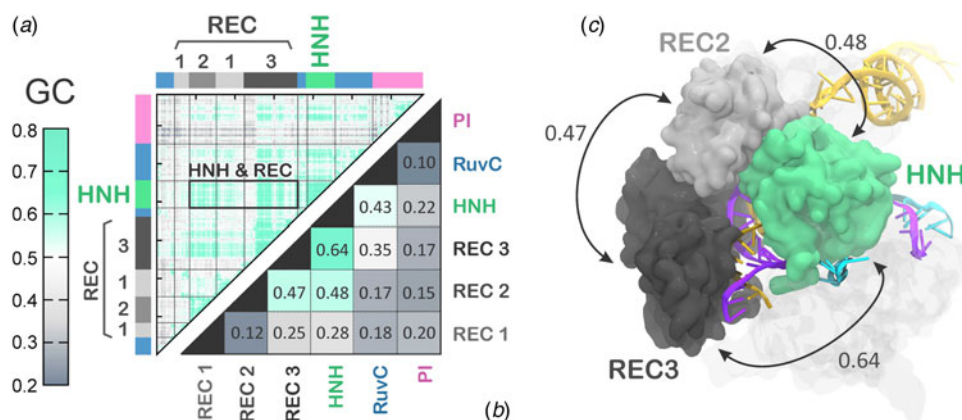 (a)
REC
HNH
1 2 1 3
GC
0.8
0.7
0.6
0.5
0.4
0.3
0.2
HNH
REC
3
1
2
1
HNH & REC
PI
0.10 RuvC
0.43 0.22 HNH
0.64 0.35 0.17 REC 3
0.47 0.48 0.17 0.15 REC 2
0.12 0.25 0.28 0.18 0.20 REC 1
REC 1 REC 2 REC 3 HNH RuvC PI
(b)
(c)
REC2
0.48
0.47
HNH
REC3
0.64